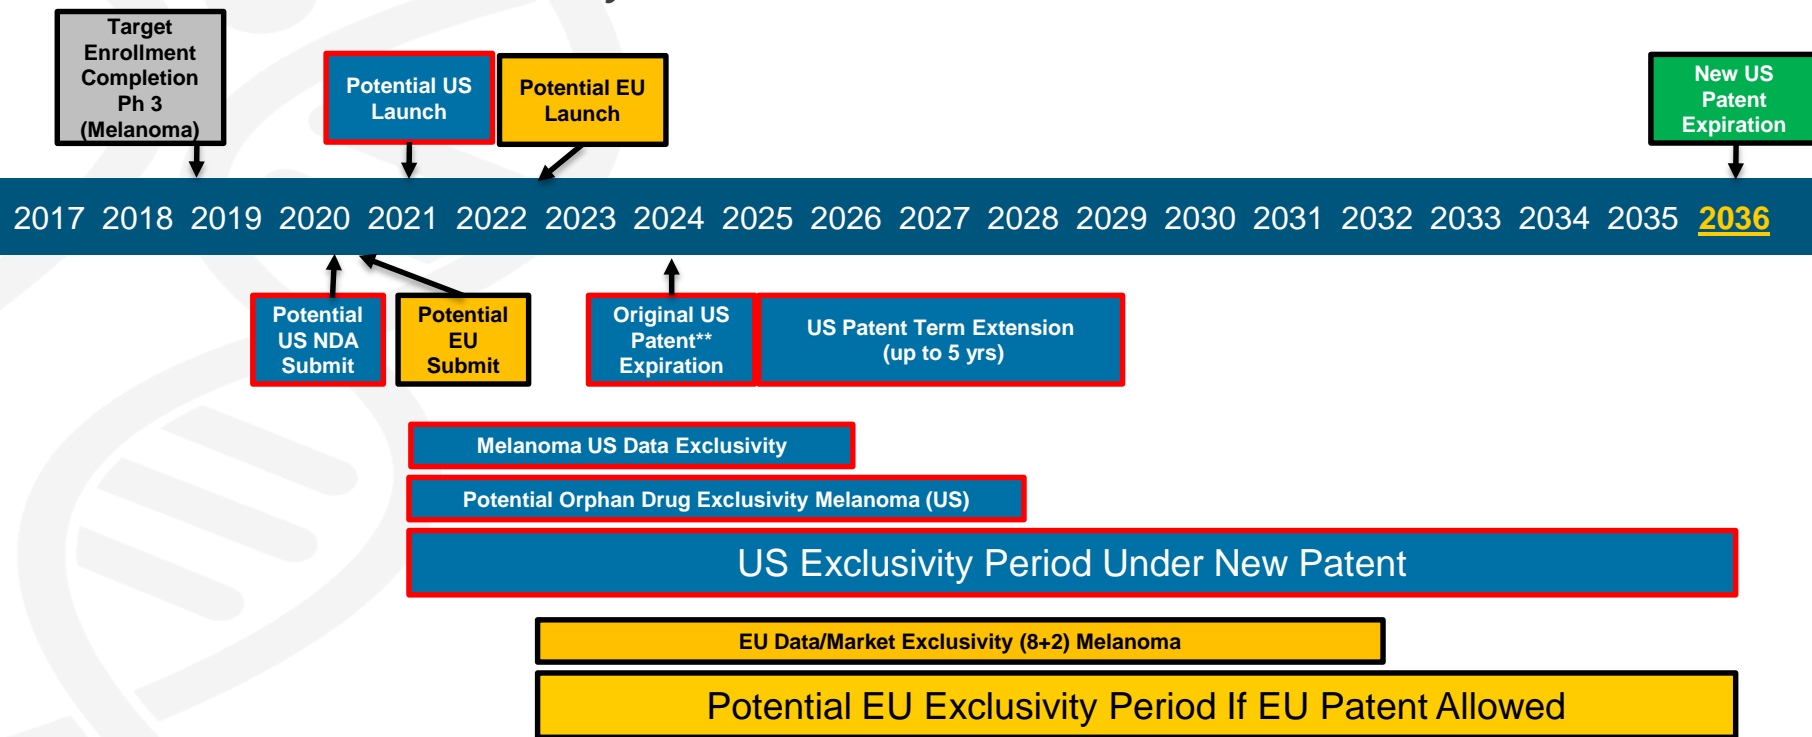 Target
Enrollment
Completion
Ph 3
(Melanoma)
Potential US
Launch
Potential EU
Launch
New US
Patent
Expiration
2017 2018 2019 2020 2021 2022 2023 2024 2025 2026 2027 2028 2029 2030 2031 2032 2033 2034 2035 2036
Potential
US NDA
Submit
Potential
EU
Submit
Original US
Patent**
Expiration
US Patent Term Extension
(up to 5 yrs)
Melanoma US Data Exclusivity
Potential Orphan Drug Exclusivity Melanoma (US)
US Exclusivity Period Under New Patent
EU Data/Market Exclusivity (8+2) Melanoma
Potential EU Exclusivity Period If EU Patent Allowed